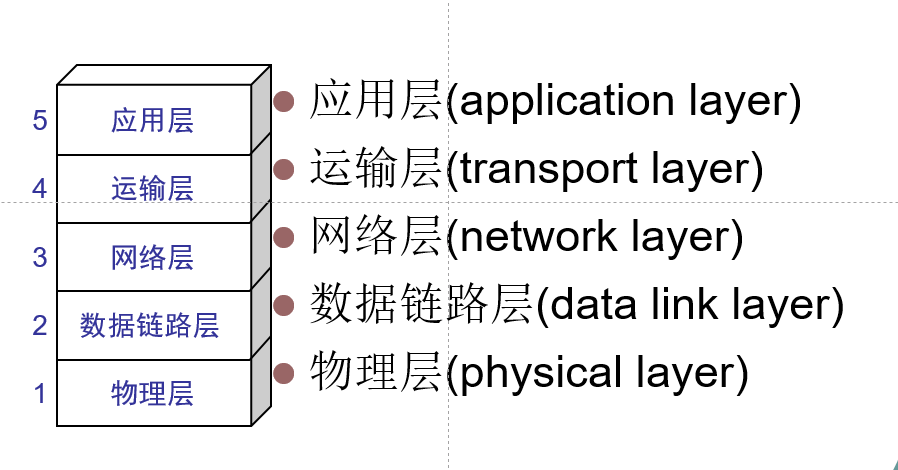 5 应用层
4 运输层
3 网络层
2 数据链路层
1 物理层
应用层(application layer)
运输层(transport layer)
网络层(network layer)
数据链路层(data link layer)
物理层(physical layer)